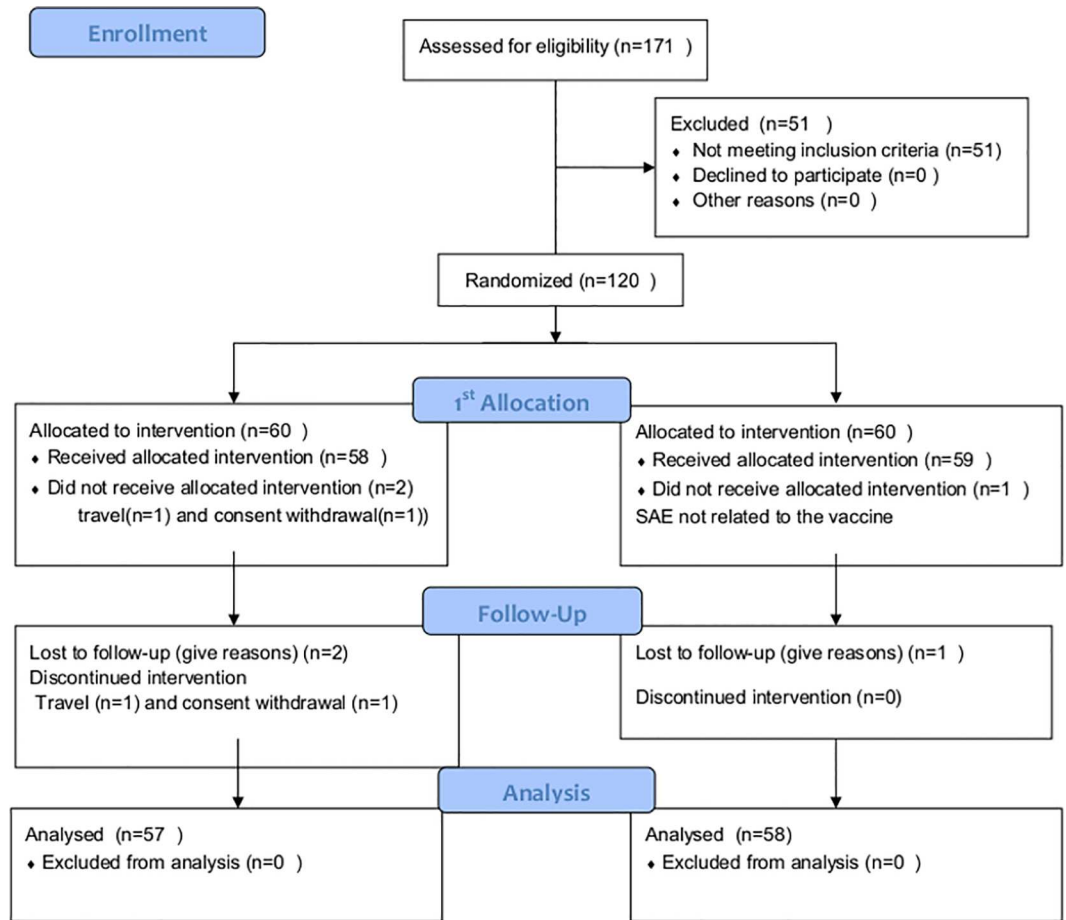 Enrollment
Assessed for eligibility (n=171 )
Excluded (n=51 )
♦ Not meeting inclusion criteria (n=51)
♦ Declined to participate (n=0 )
♦ Other reasons (n=0 )
Randomized (n=120 )
1st Allocation
Allocated to intervention (n=60 )
♦ Received allocated intervention (n=58 )
♦ Did not receive allocated intervention (n=2)
travel(n=1) and consent withdrawal(n=1))
Allocated to intervention (n=60 )
♦ Received allocated intervention (n=59 )
♦ Did not receive allocated intervention (n=1 )
SAE not related to the vaccine
Follow-Up
Lost to follow-up (give reasons) (n=2)
Discontinued intervention
Travel (n=1) and consent withdrawal (n=1)
Lost to follow-up (give reasons) (n=1 )
Discontinued intervention (n=0)
Analysis
Analysed (n=57 )
♦ Excluded from analysis (n=0 )
Analysed (n=58)
♦ Excluded from analysis (n=0 )